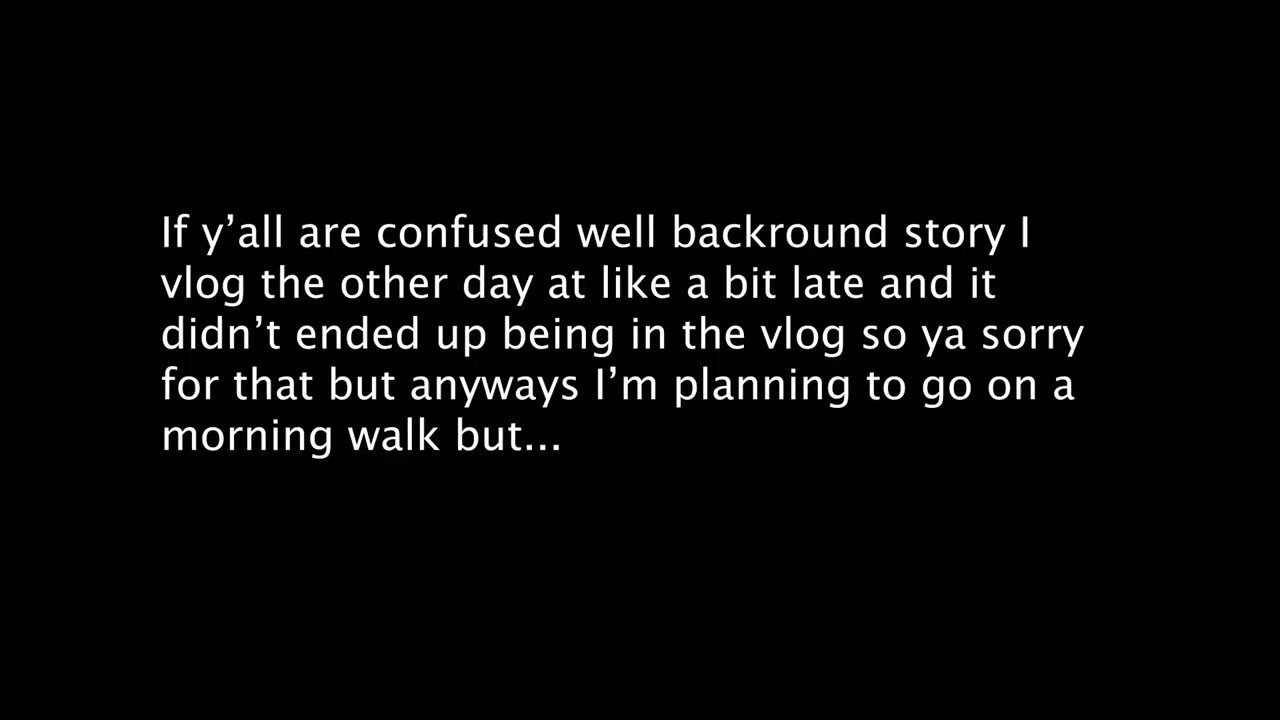 If y’all are confused well backround story I
vlog the other day at like a bit late and it
didn’t ended up being in the vlog so ya sorry
for that but anyways I’m planning to go on a
morning walk but...